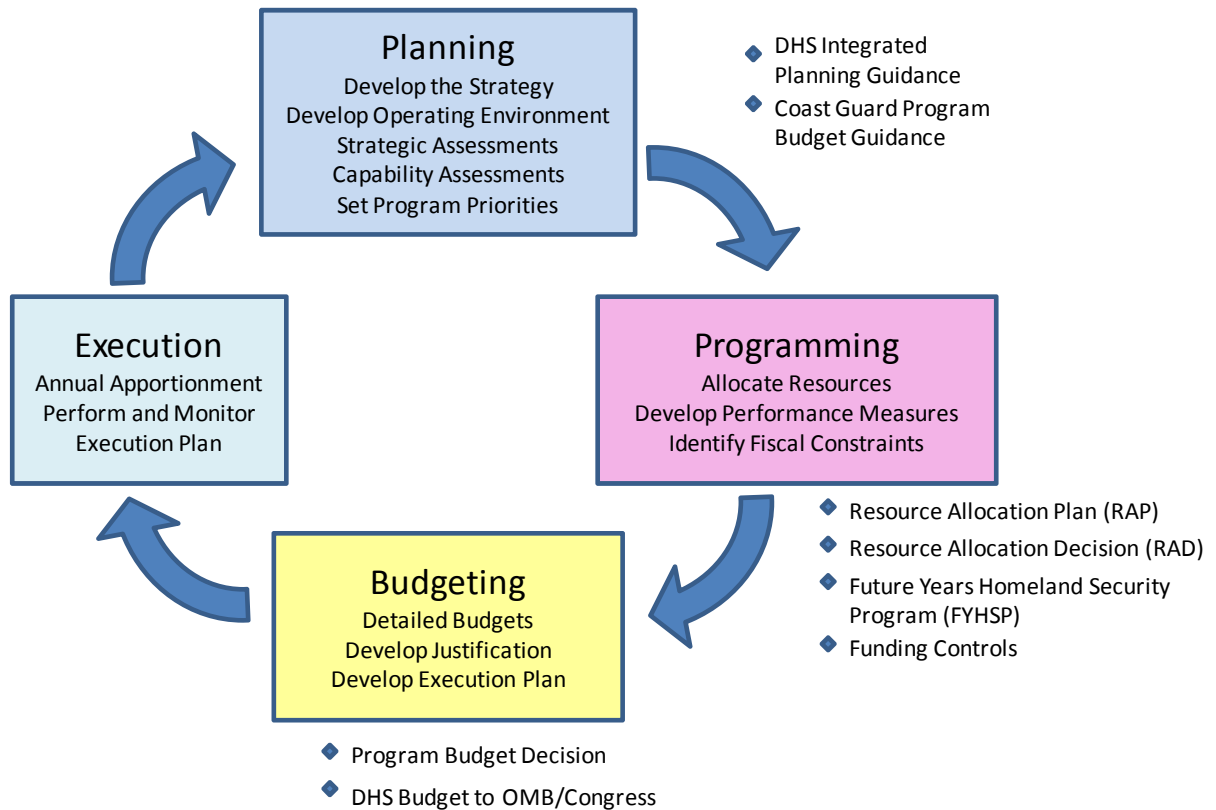 Planning
Develop the Strategy
Develop Operating Environment
Strategic Assessments
Capability Assessments
Set Program Priorities
DHS Integrated
Planning Guidance
Coast Guard Program
Budget Guidance
Execution
Annual Apportionment
Perform and Monitor
Execution Plan
Programming
Allocate Resources
Develop Performance Measures
Identify Fiscal Constraints
Resource Allocation Plan (RAP)
Resource Allocation Decision (RAD)
Future Years Homeland Security
Program (FYHSP)
Funding Controls
Budgeting
Detailed Budgets
Develop Justification
Develop Execution Plan
Program Budget Decision
DHS Budget to OMB/Congress